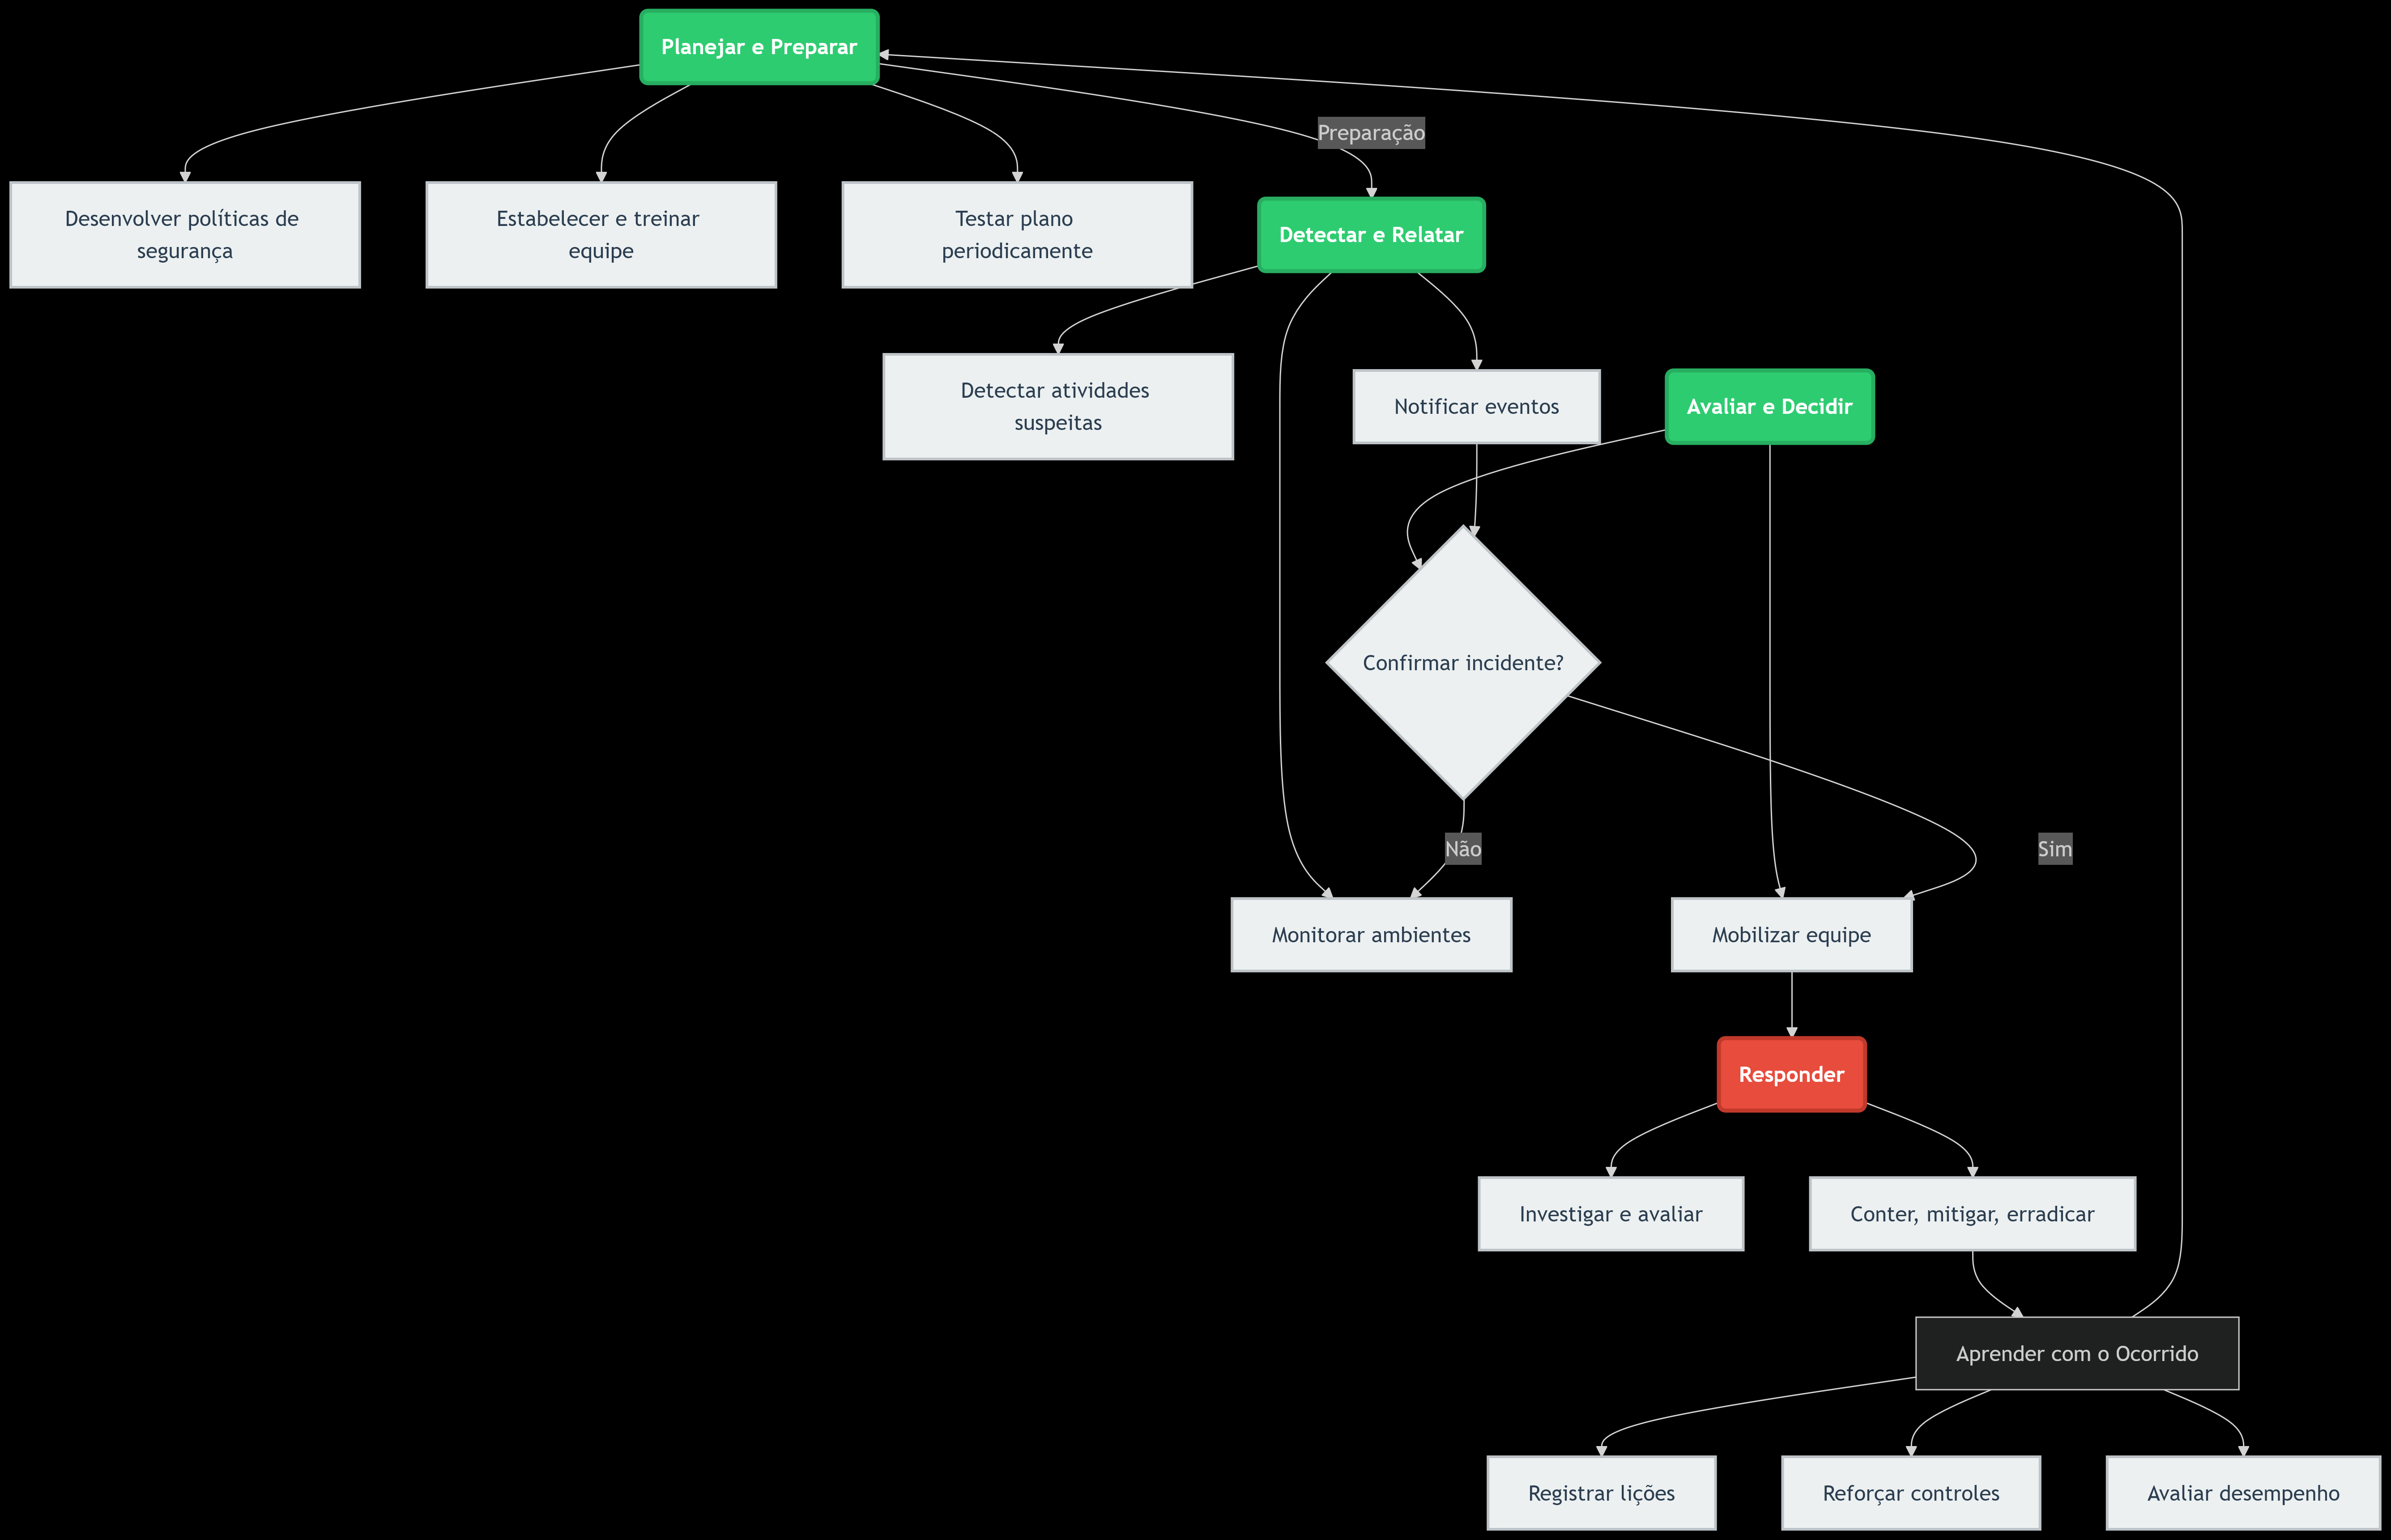 Planejar e Preparar
Preparação
Desenvolver políticas de
segurança
Estabelecer e treinar
equipe
Testar plano
periodicamente
Detectar e Relatar
Detectar atividades
suspeitas
Notificar eventos
Avaliar e Decidir
Confirmar incidente?
Não
Sim
Monitorar ambientes
Mobilizar equipe
Responder
Investigar e avaliar
Conter, mitigar, erradicar
Aprender com o Ocorrido
Registrar lições
Reforçar controles
Avaliar desempenho